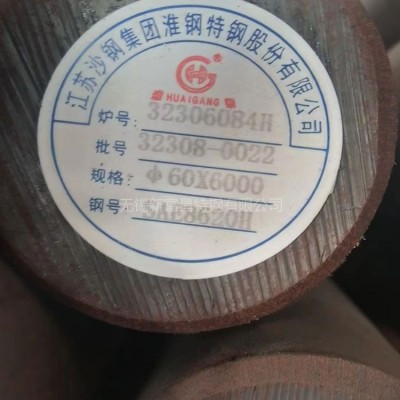 江苏沙钢集团淮钢特钢股份有限公司
HUAIGANG
炉号: 32306084H
批号 32308-0022
规格: Φ60X6000
钢号: SAE8620H